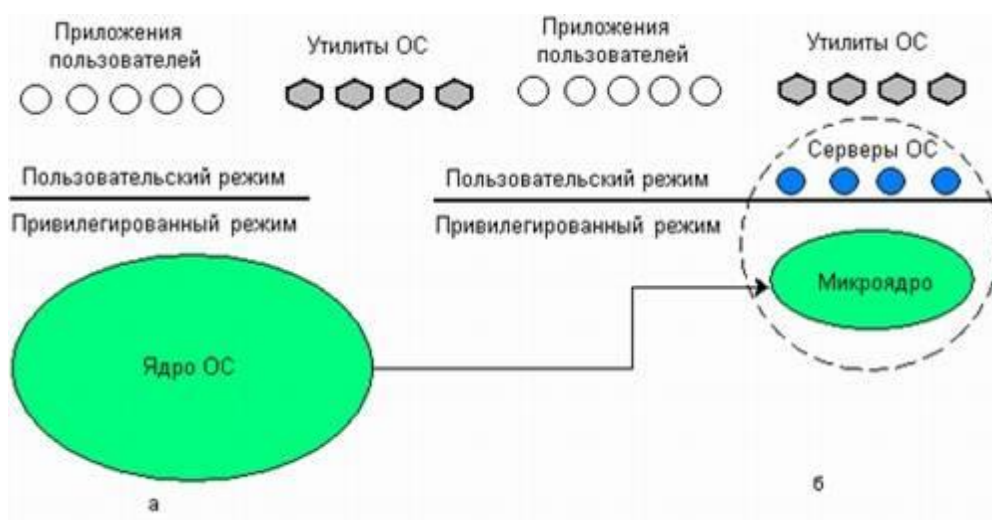 Приложения
пользователей
Утилиты ОС
Пользовательский режим
Привилегированный режим
Ядро ОС
а
Приложения
пользователей
Утилиты ОС
Серверы ОС
Пользовательский режим
Привилегированный режим
Микроядро
б